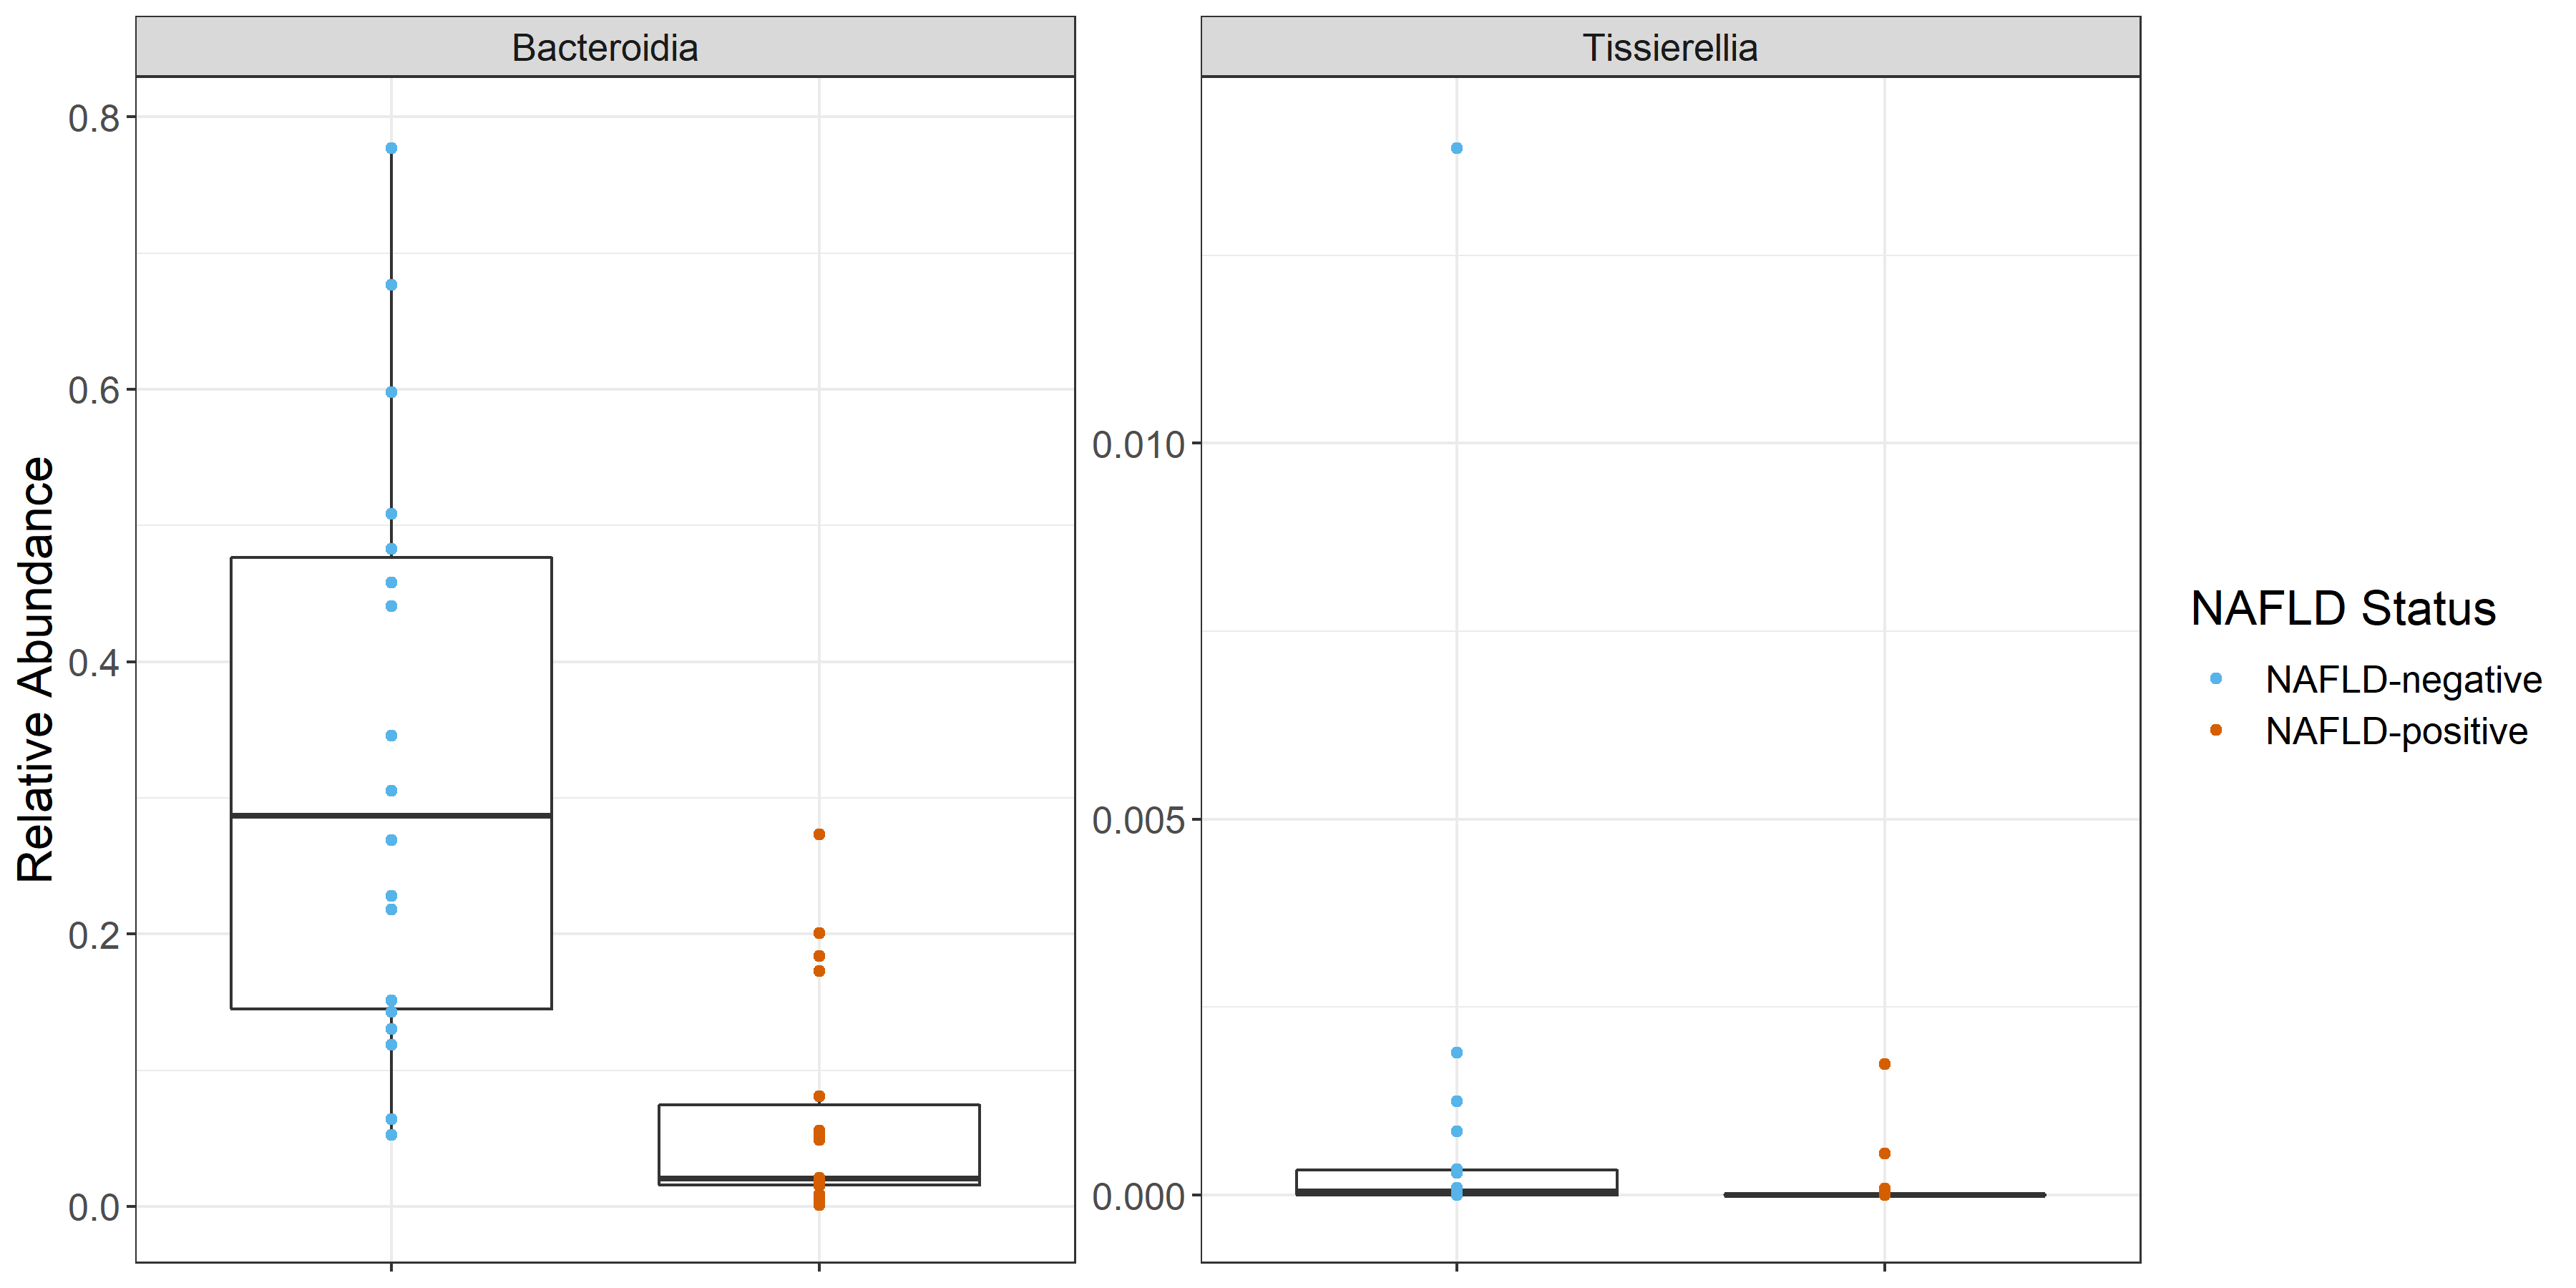 Bacteroidia
Tissierellia
Relative Abundance
0.8
0.6
0.4
0.2
0.0
0.010
0.005
0.000
NAFLD Status
NAFLD-negative
NAFLD-positive